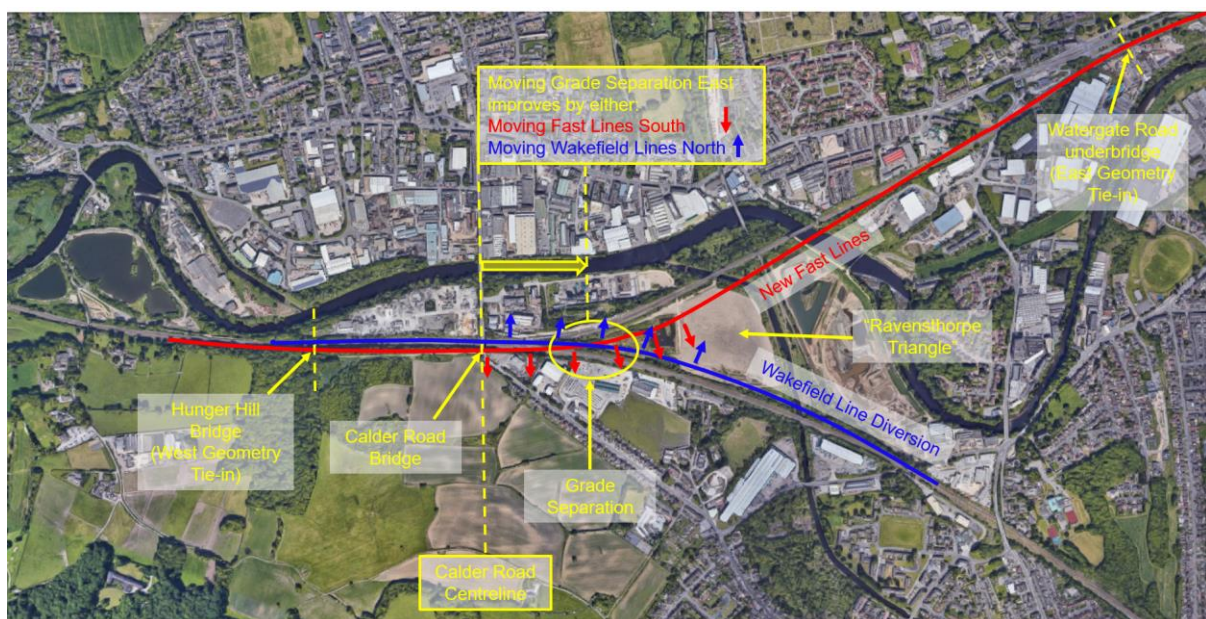 Moving Grade Separation East
improves by either:
Moving Fast Lines South
Moving Wakefield Lines North
Watergate Road
underbridge
(East Geometry
Tie-in)
New Fast Lines
"Ravensthorpe
Triangle"
Wakefield Line Diversion
Hunger Hill
Bridge
(West Geometry
Tie-in)
Calder Road
Bridge
Grade
Separation
Calder Road
Centreline